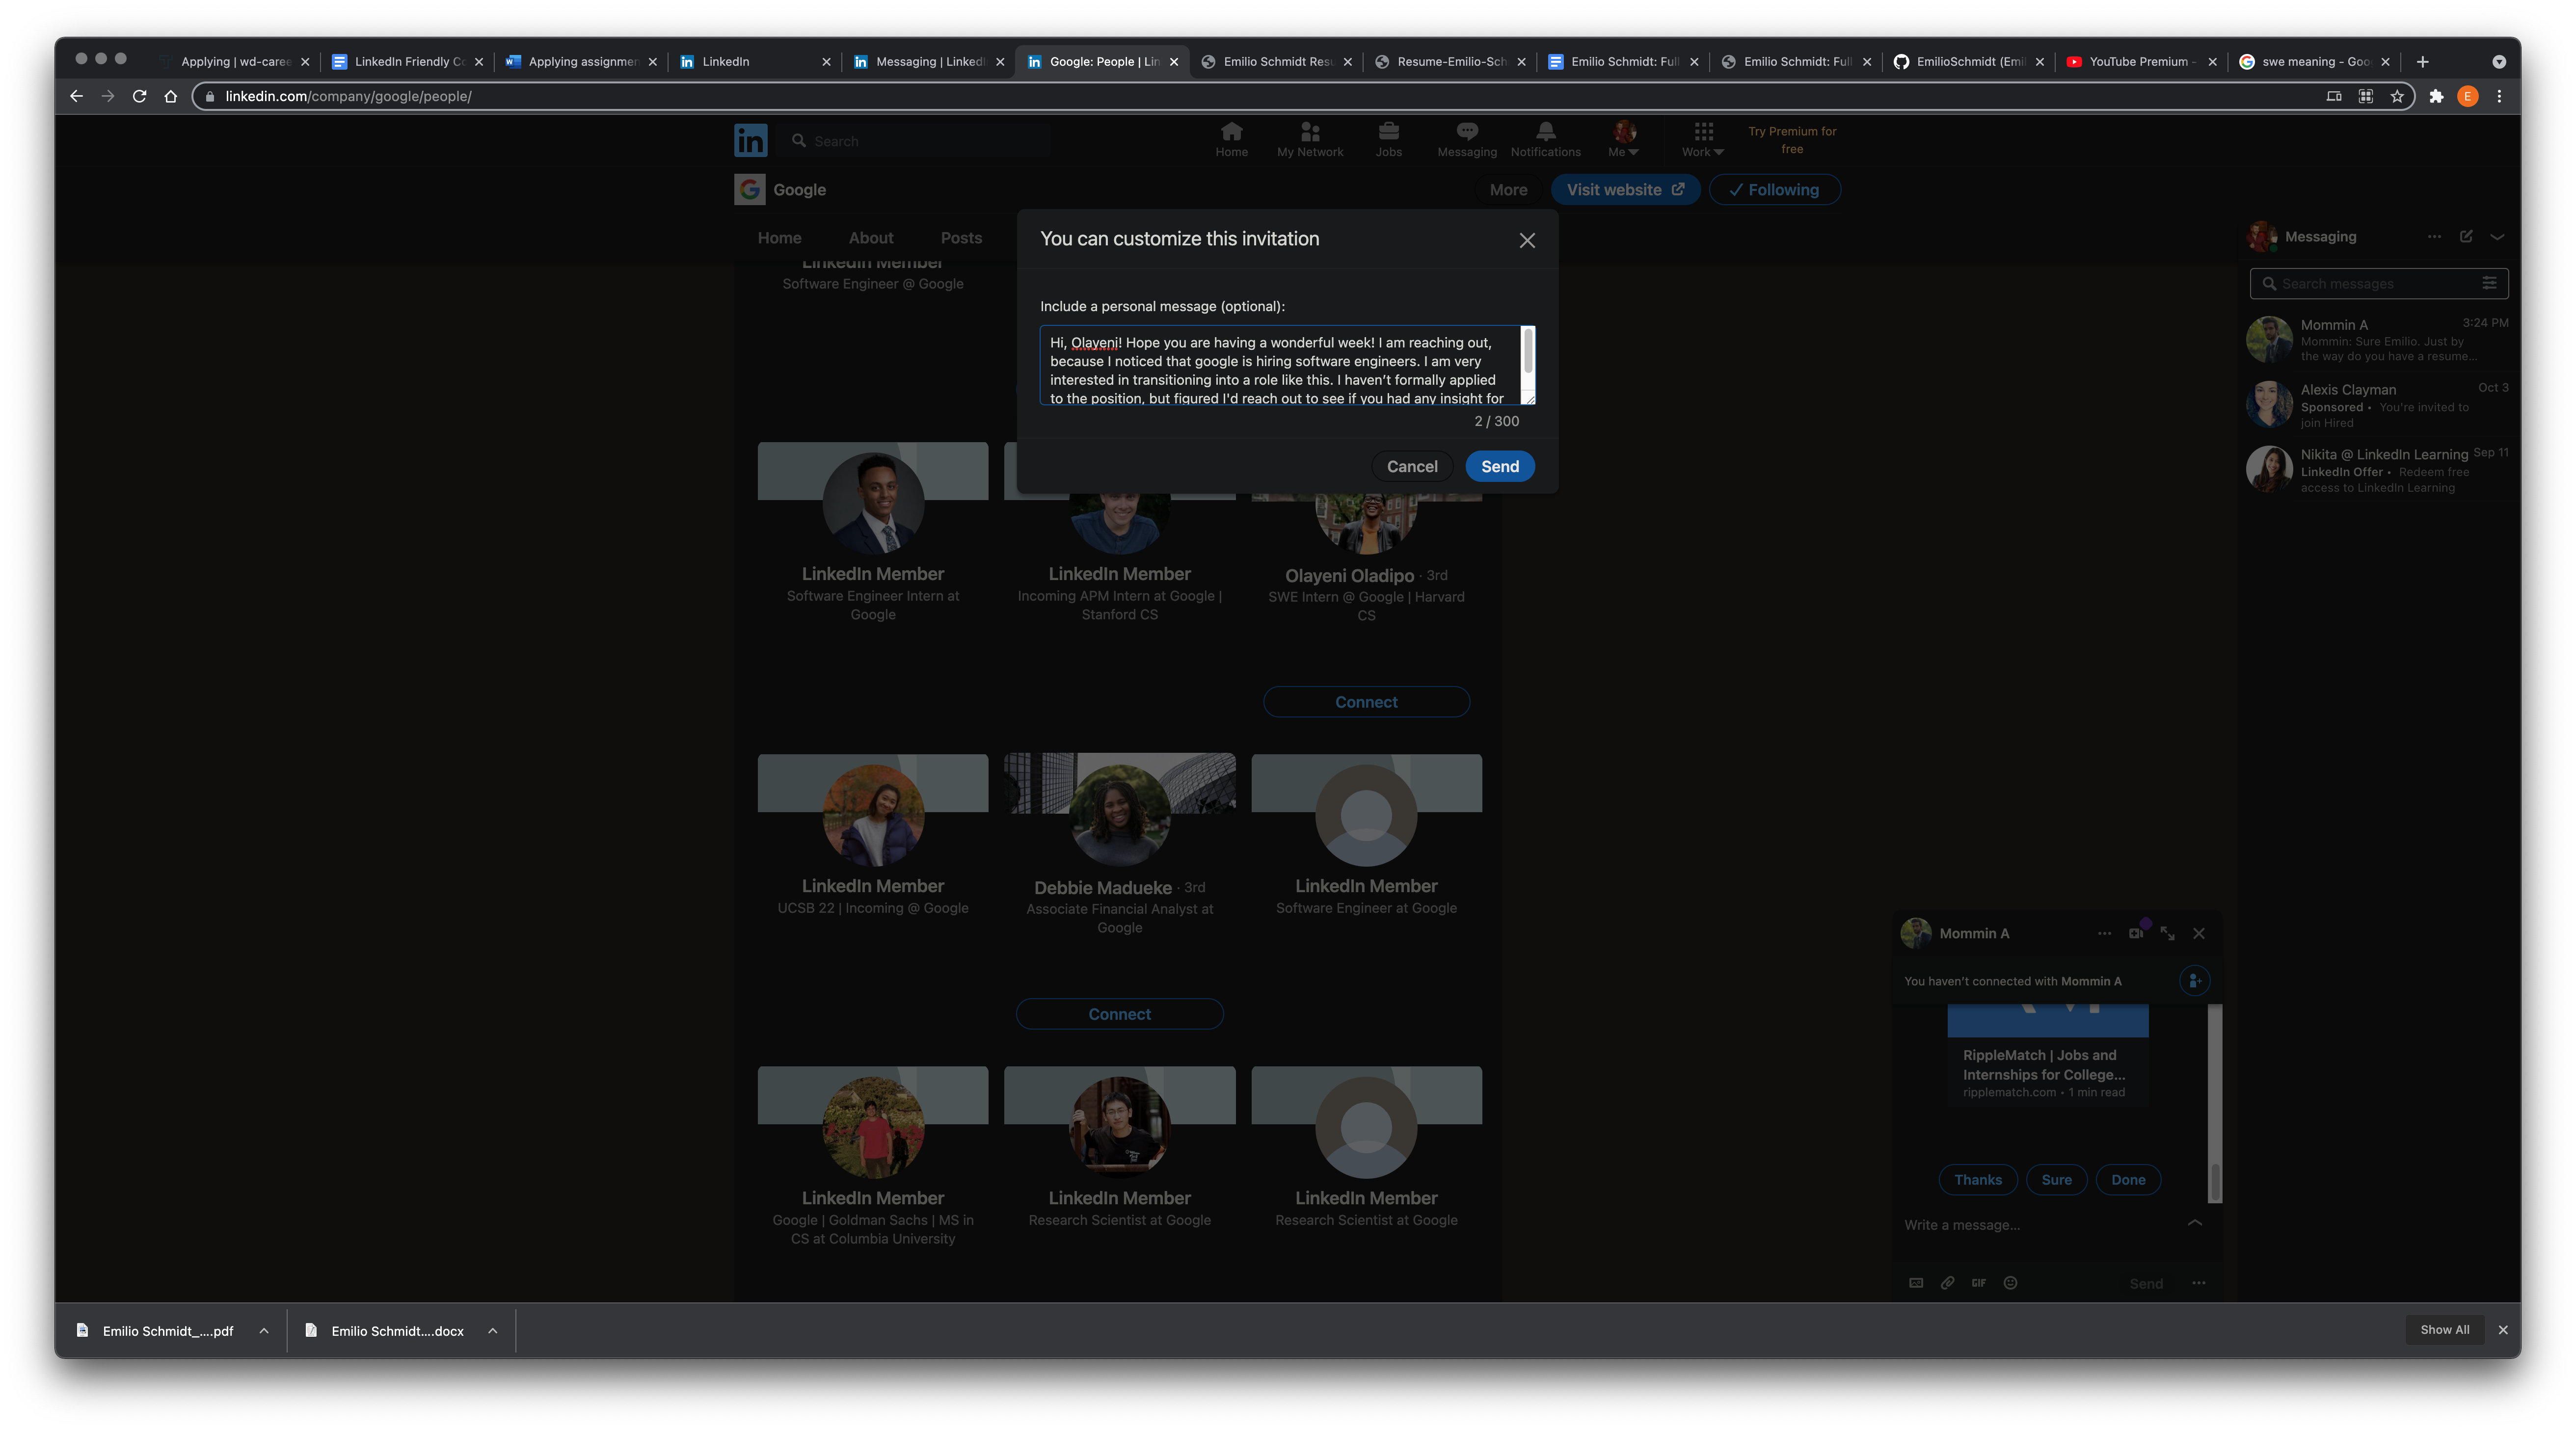 Applying | wd-caree
LinkedIn Friendly Co
Applying assignmen
LinkedIn
Messaging | LinkedI
Google: People | Lin
Emilio Schmidt Resu
Resume-Emilio-Sch
Emilio Schmidt: Full
Emilio Schmidt: Full
EmilioSchmidt (Emil
YouTube Premium -
swe meaning - Goog
linkedin.com/company/google/people/
E
in
Search
Home
My Network
Jobs
Messaging
Notifications
Me
Work
Try Premium for
free
Google
More
Visit website
Following
Home
About
Posts
You can customize this invitation
Include a personal message (optional):
Hi, Olayeni! Hope you are having a wonderful week! I am reaching out,
because I noticed that google is hiring software engineers. I am very
interested in transitioning into a role like this. I haven't formally applied
to the position, but figured I'd reach out to see if you had any insight for
2 / 300
Cancel
Send
LinkedIn Member
Software Engineer @ Google
LinkedIn Member
Software Engineer Intern at
Google
LinkedIn Member
Incoming APM Intern at Google |
Stanford CS
Olayeni Oladipo · 3rd
SWE Intern @ Google | Harvard
CS
Connect
LinkedIn Member
UCSB 22 | Incoming @ Google
Debbie Madueke · 3rd
Associate Financial Analyst at
Google
Connect
LinkedIn Member
Software Engineer at Google
LinkedIn Member
Google | Goldman Sachs | MS in
CS at Columbia University
LinkedIn Member
Research Scientist at Google
LinkedIn Member
Research Scientist at Google
Messaging
Search messages
Mommin A
3:24 PM
Mommin: Sure Emilio. Just by
the way do you have a resume...
Alexis Clayman
Oct 3
Sponsored • You're invited to
join Hired
Nikita @ LinkedIn Learning
Sep 11
LinkedIn Offer • Redeem free
access to LinkedIn Learning
Mommin A
You haven't connected with Mommin A
RippleMatch | Jobs and
Internships for College...
ripplematch.com • 1 min read
Thanks
Sure
Done
Write a message...
GIF
Send
Emilio Schmidt_....pdf
Emilio Schmidt....docx
Show All